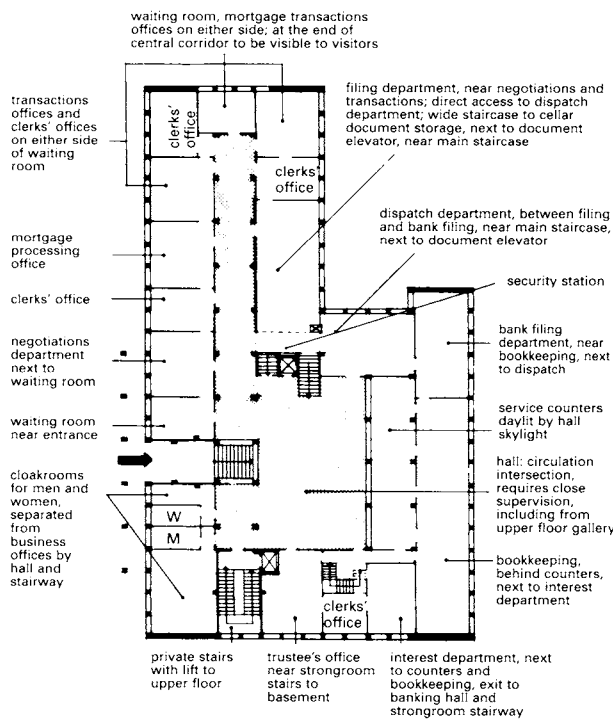 waiting room, mortgage transactions
offices on either side; at the end of
central corridor to be visible to visitors
transactions
offices and
clerks' offices
on either side
of waiting
room
mortgage
processing
office
clerks' office
negotiations
department
next to
waiting room
waiting room
near entrance
cloakrooms
for men and
women,
separated
from
business
offices by
hall and
stairway
clerks'
office
clerks'
office
W
M
clerks'
office
filing department, near negotiations and
transactions; direct access to dispatch
department; wide staircase to cellar
document storage, next to document
elevator, near main staircase
dispatch department, between filing
and bank filing, near main staircase,
next to document elevator
security station
bank filing
department, near
bookkeeping, next
to dispatch
service counters
daylit by hall
skylight
hall: circulation
intersection,
requires close
supervision,
including from
upper floor gallery
bookkeeping,
behind counters,
next to interest
department
private stairs
with lift to
upper floor
trustee's office
near strongroom
stairs to
basement
interest department, next
to counters and
bookkeeping, exit to
banking hall and
strongroom stairway